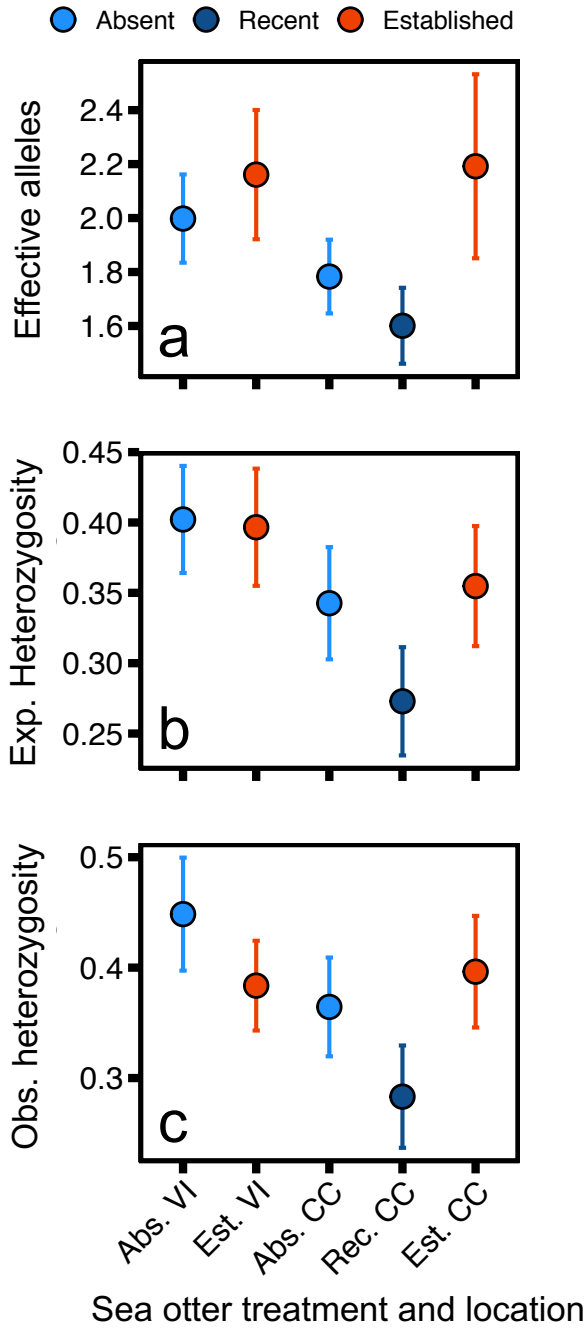 Absent Recent Established
Effective alleles
2.4
2.2
2.0
1.8
1.6
a
Exp. Heterozygosity
0.45
0.40
0.35
0.30
0.25
b
Obs. heterozygosity
0.5
0.4
0.3
c
Abs. VI Est. VI Abs. CC Rec. CC Est. CC
Sea otter treatment and location